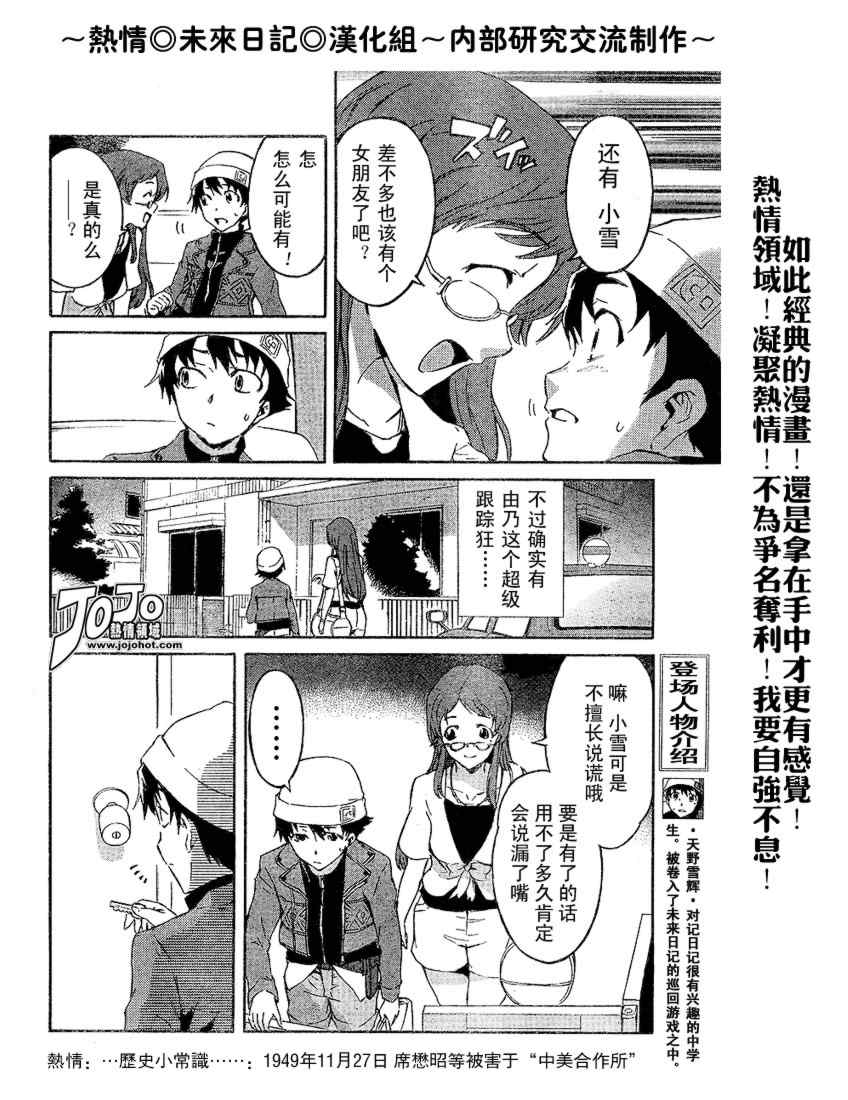 ～熱情◎未來日記◎漢化組～内部研究交流制作～
还有 小雪
ズイッ
差不多也该有个
女朋友了吧？
怎
怎么可能有！
是真的么
——？
不过确实有
由乃这个超级
跟踪狂……
JOJO
熱情領域
www.jojohot.com
嘛 小雪可是
不擅长说谎哦
要是有了的话
用不了多久肯定
会说漏了嘴
……
登场人物介绍
・天野雪辉・对记日记很有兴趣的中学
生。被卷入了未来日记的巡回游戏之中。
如此經典的漫畫！還是拿在手中才更有感覺！
熱情領域！凝聚熱情！不為爭名奪利！我要自強不息！
熱情：…歷史小常識……：1949年11月27日 席懋昭等被害于“中美合作所”